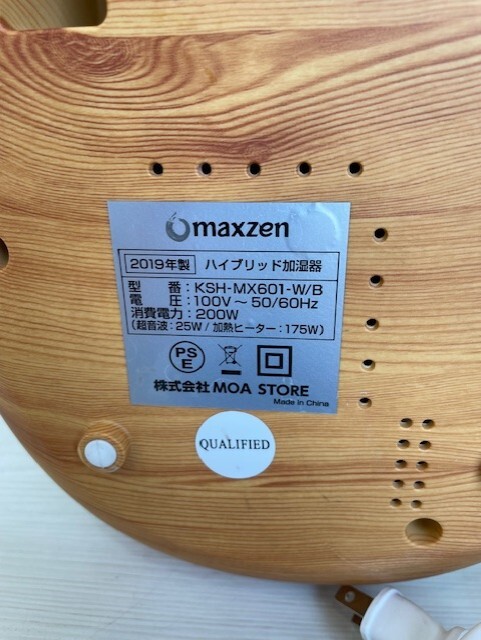 maxzen
2019年製 ハイブリッド加湿器
型 番：KSH-MX601-W/B
電 圧：100V～50/60Hz
消費電力：200W
(超音波：25W / 加熱ヒーター：175W)
PS
E
株式会社 MOA STORE
Made in China
QUALIFIED